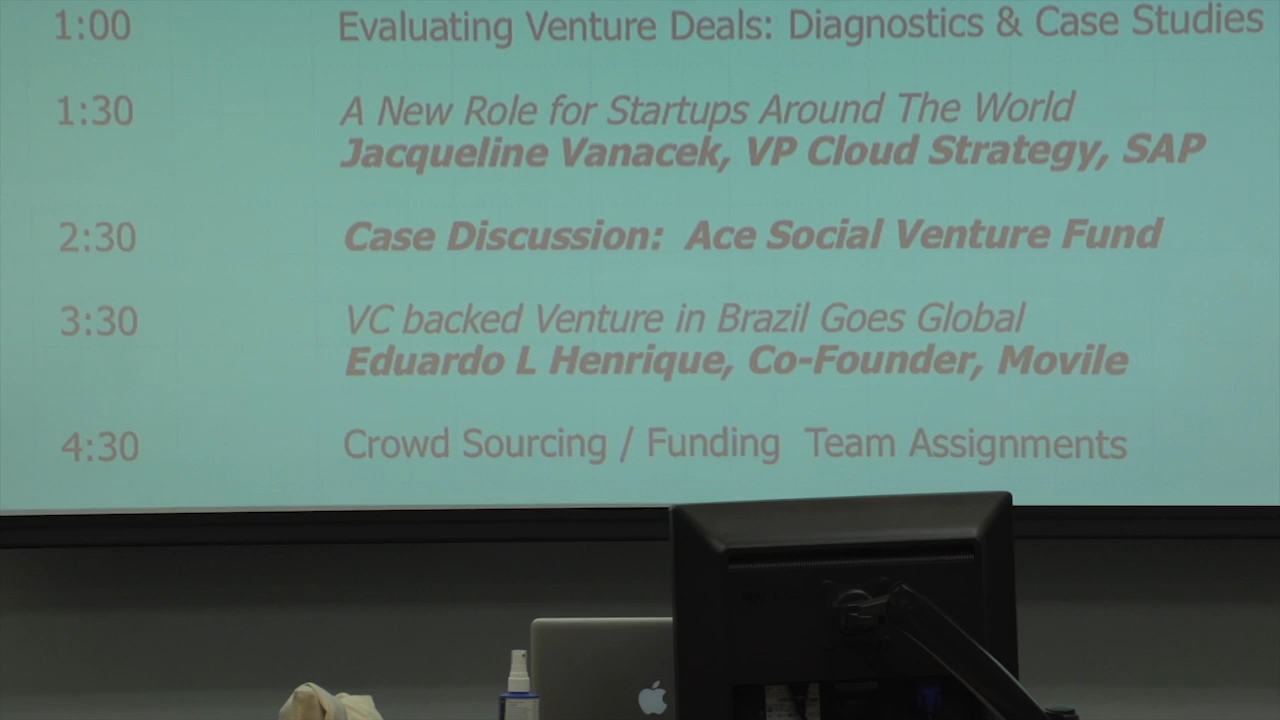 1:00 Evaluating Venture Deals: Diagnostics & Case Studies
1:30 A New Role for Startups Around The World
Jacqueline Vanacek, VP Cloud Strategy, SAP
2:30 Case Discussion: Ace Social Venture Fund
3:30 VC backed Venture in Brazil Goes Global
Eduardo L Henrique, Co-Founder, Movile
4:30 Crowd Sourcing / Funding Team Assignments